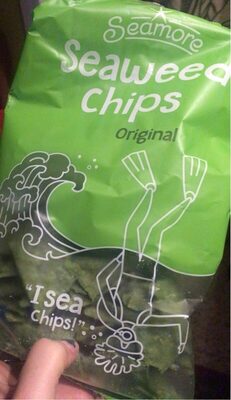 Seamore
Seaweed
Chips
Original
"I sea
chips!"